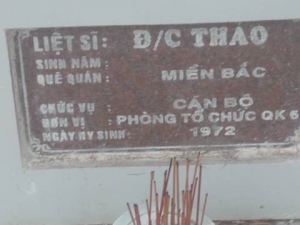 LIỆT SĨ: Đ/C THAO
SINH NĂM:
QUÊ QUÁN: MIỀN BẮC
CHỨC VỤ: CÁN BỘ
ĐƠN VỊ: PHÒNG TỔ CHỨC QK 6
NGÀY HY SINH: 1972